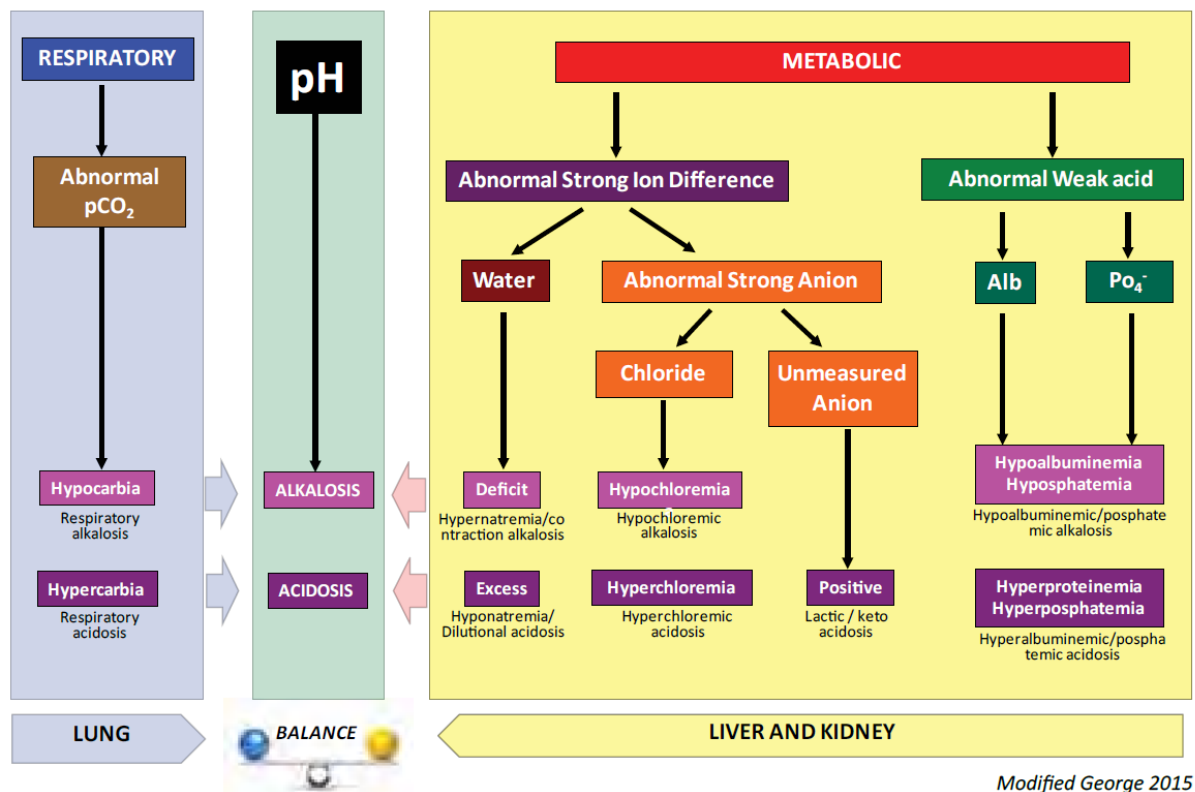 RESPIRATORY
Abnormal
pCO₂
Hypocarbia
Respiratory
alkalosis
Hypercarbia
Respiratory
acidosis
pH
ALKALOSIS
ACIDOSIS
METABOLIC
Abnormal Strong Ion Difference
Abnormal Weak acid
Water
Abnormal Strong Anion
Alb
Po₄⁻
Chloride
Unmeasured
Anion
Deficit
Hypernatremia/co
ntraction alkalosis
Hypochloremia
Hypochloremic
alkalosis
Hypoalbuminemia
Hyposphatemia
Hypoalbuminemic/posphate
mic alkalosis
Excess
Hyponatremia/
Dilutional acidosis
Hyperchloremia
Hyperchloremic
acidosis
Positive
Lactic / keto
acidosis
Hyperproteinemia
Hyperposphatemia
Hyperalbuminemic/pospha
temic acidosis
LUNG
BALANCE
LIVER AND KIDNEY
Modified George 2015